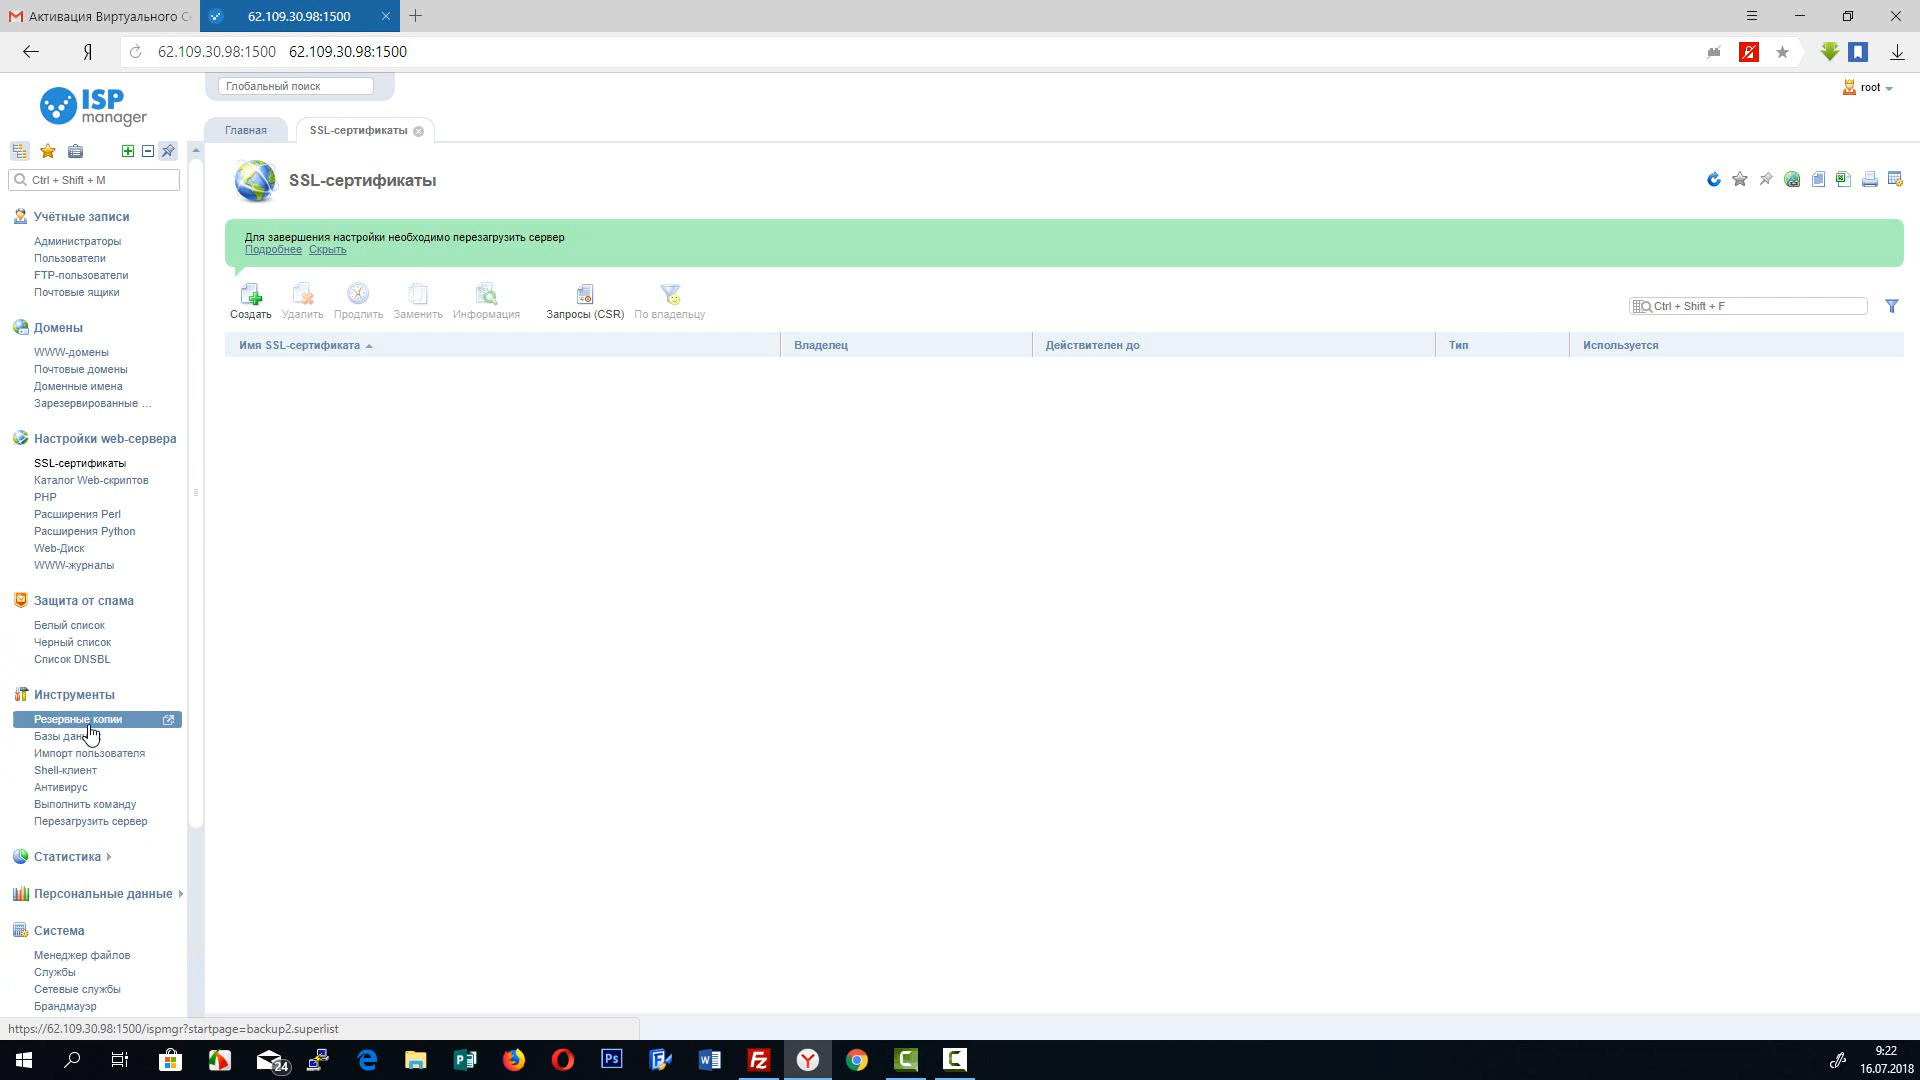 Активация Виртуального С
62.109.30.98:1500
62.109.30.98:1500 62.109.30.98:1500
ISP
manager
Глобальный поиск
root
Главная
SSL-сертификаты
Ctrl + Shift + M
SSL-сертификаты
Для завершения настройки необходимо перезагрузить сервер
Подробнее Скрыть
Создать
Удалить
Продлить
Заменить
Информация
Запросы (CSR)
По владельцу
Ctrl + Shift + F
Имя SSL-сертификата
Владелец
Действителен до
Тип
Используется
Учётные записи
Администраторы
Пользователи
FTP-пользователи
Почтовые ящики
Домены
WWW-домены
Почтовые домены
Доменные имена
Зарезервированные ...
Настройки web-сервера
SSL-сертификаты
Каталог Web-скриптов
PHP
Расширения Perl
Расширения Python
Web-Диск
WWW-журналы
Защита от спама
Белый список
Черный список
Список DNSBL
Инструменты
Резервные копии
Базы дан
Импорт пользователя
Shell-клиент
Антивирус
Выполнить команду
Перезагрузить сервер
Статистика
Персональные данные
Система
Менеджер файлов
Службы
Сетевые службы
Брандмауэр
https://62.109.30.98:1500/ispmgr?startpage=backup2.superlist
24
9:22
16.07.2018